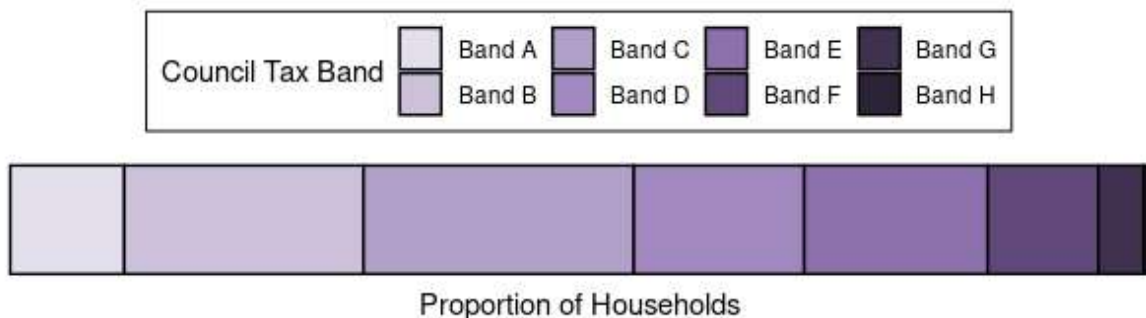 Council Tax Band
Band A
Band B
Band C
Band D
Band E
Band F
Band G
Band H
Proportion of Households